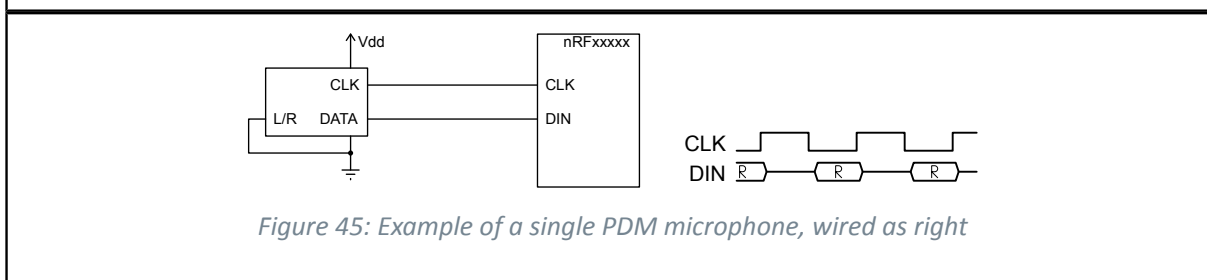 Vdd
nRFxxxxx
CLK
CLK
L/R DATA
DIN
CLK
DIN R R R
Figure 45: Example of a single PDM microphone, wired as right